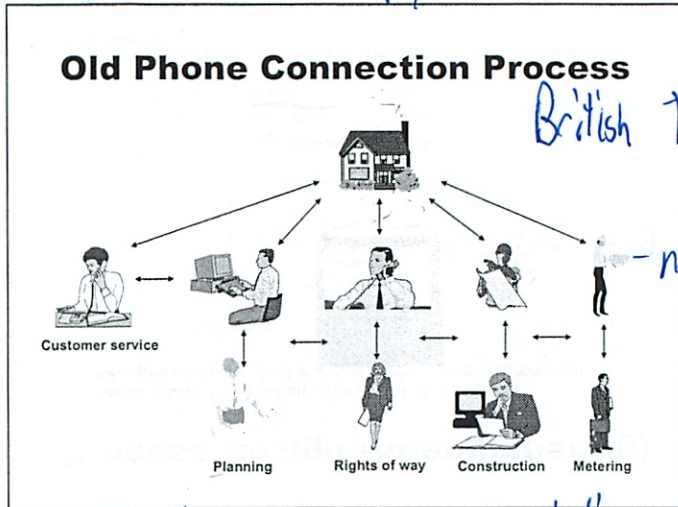 Old Phone Connection Process
British
Customer service
Planning
Rights of way
Construction
Metering